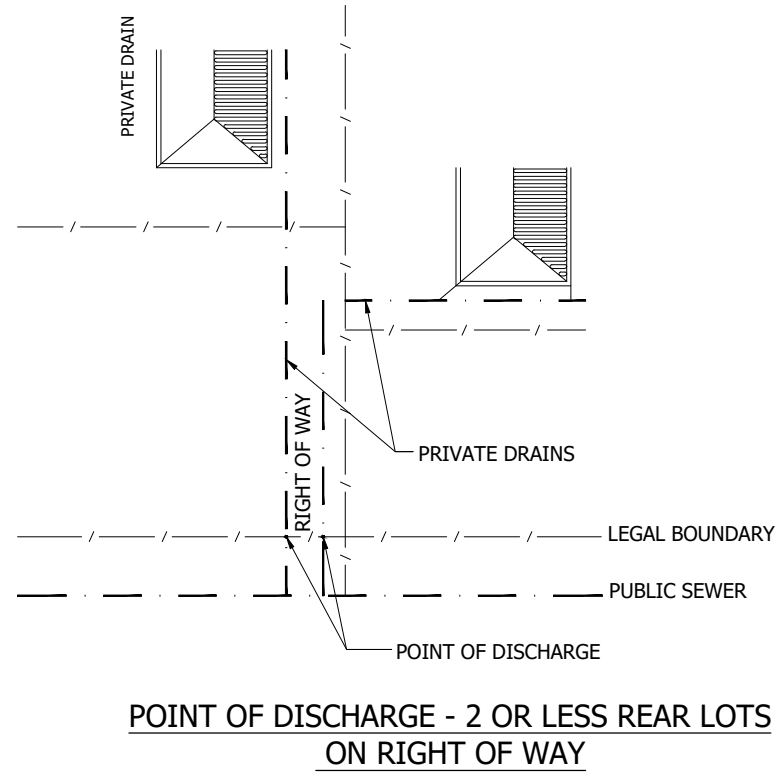 PRIVATE DRAIN
RIGHT OF WAY
PRIVATE DRAINS
LEGAL BOUNDARY
PUBLIC SEWER
POINT OF DISCHARGE
POINT OF DISCHARGE - 2 OR LESS REAR LOTS
ON RIGHT OF WAY